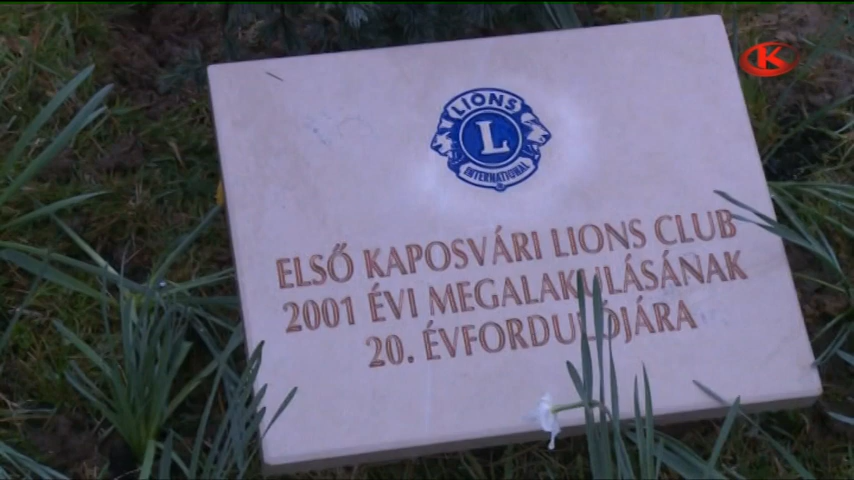 K
LIONS
L
INTERNATIONAL
ELSŐ KAPOSVÁRI LIONS CLUB
2001 ÉVI MEGALAKULÁSÁNAK
20. ÉVFORDULÓJÁRA